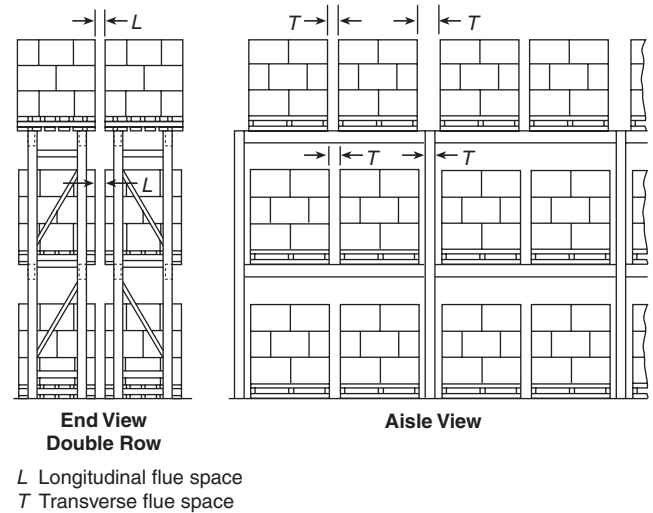 L
T
T
T
L
End View
Double Row
Aisle View
L Longitudinal flue space
T Transverse flue space